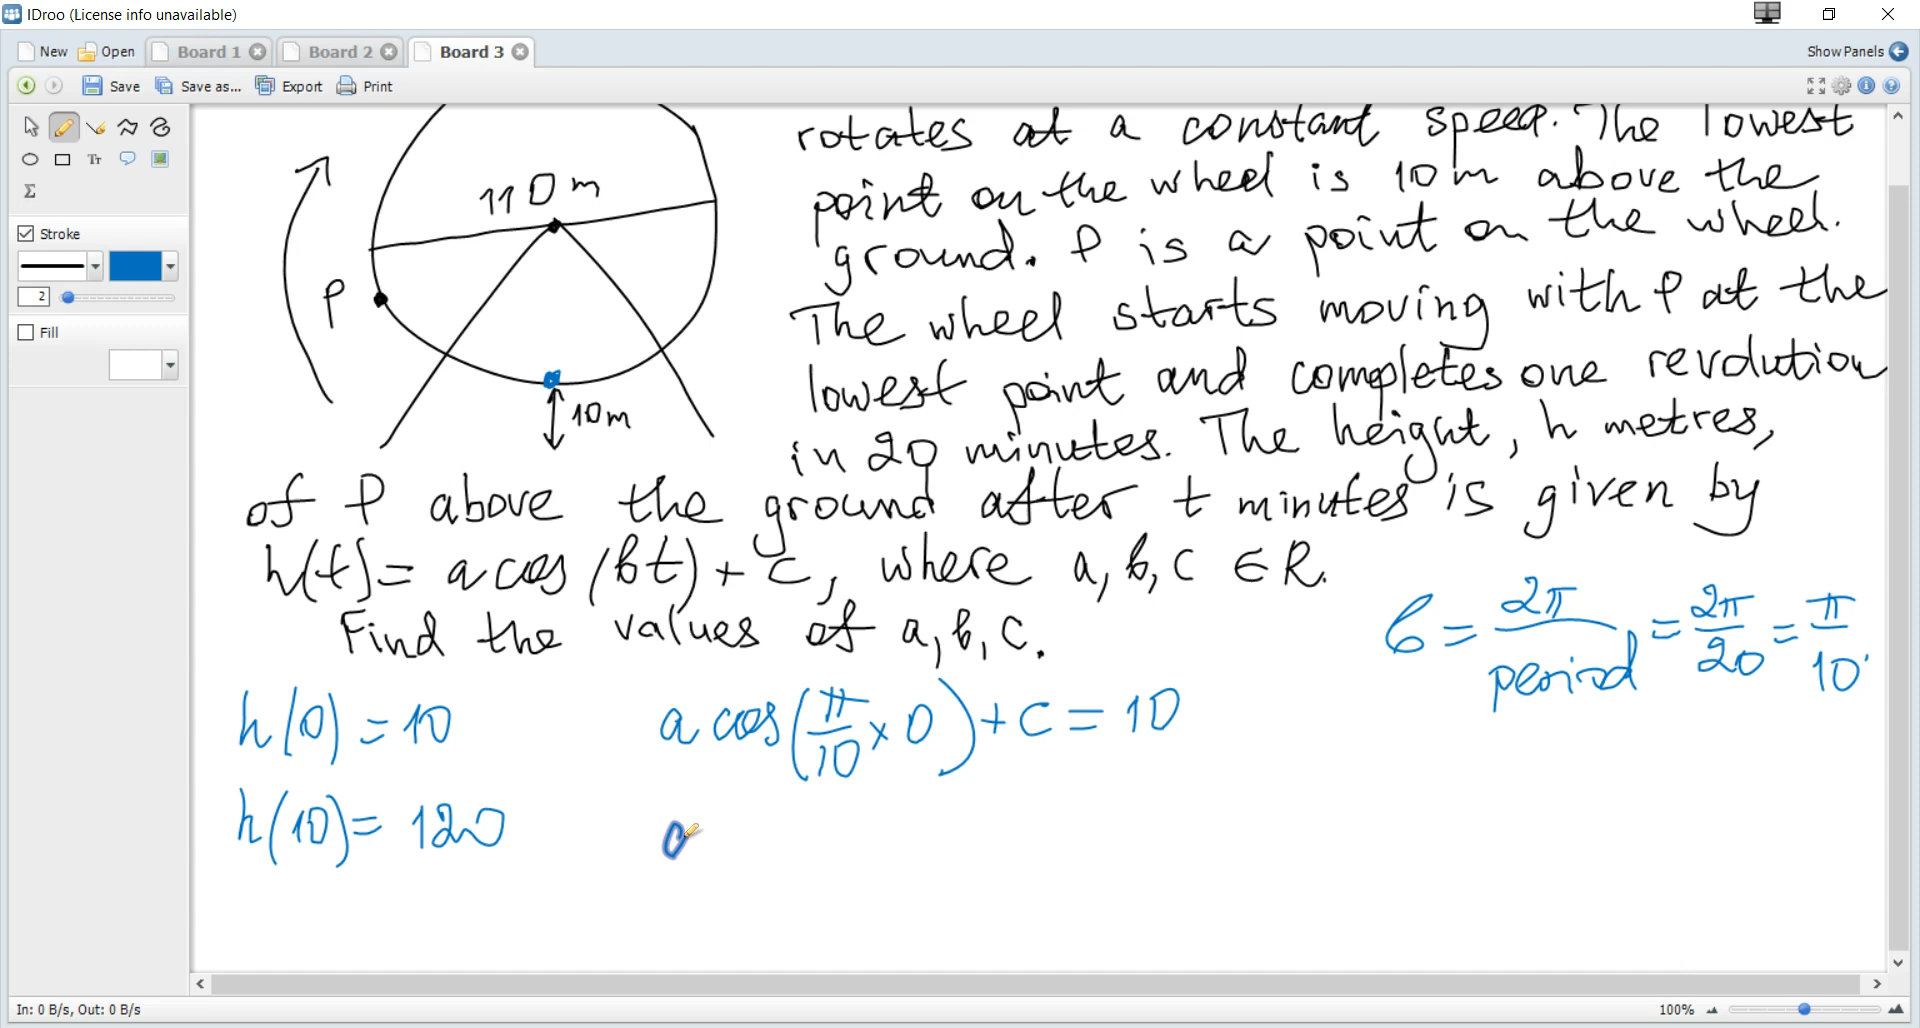 IDroo (License info unavailable)
New Open Board 1 Board 2 Board 3 Show Panels
Save Save as... Export Print
Tt
Σ
Stroke
2
Fill
110 m
P
10m
rotates at a constant speed. The lowest
point on the wheel is 10m above the
ground. P is a point on the wheel.
The wheel starts moving with P at the
lowest point and completes one revolution
in 20 minutes. The height, h metres,
of P above the ground after t minutes is given by
h(t) = a cos (bt) + c, where a, b, c ∈ R.
Find the values of a, b, c.
b = 2π/period = 2π/20 = π/10.
h(0) = 10 a cos(π/10 × 0) + c = 10
h(10) = 120
In: 0 B/s, Out: 0 B/s 100%